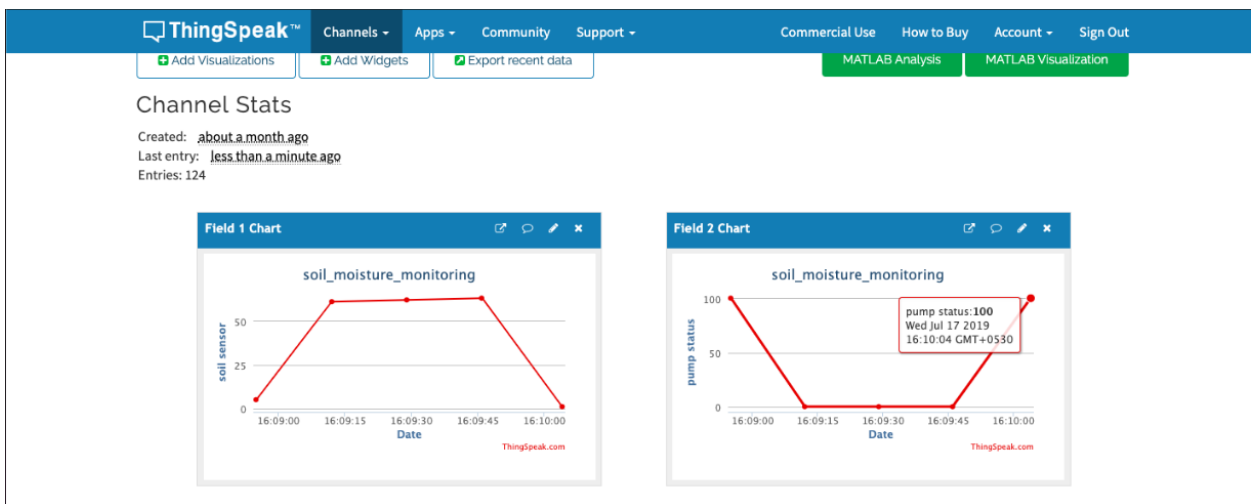 ThingSpeak™ Channels Apps Community Support Commercial Use How to Buy Account Sign Out
Add Visualizations Add Widgets Export recent data MATLAB Analysis MATLAB Visualization
Channel Stats
Created: about a month ago
Last entry: less than a minute ago
Entries: 124
Field 1 Chart
soil_moisture_monitoring
soil sensor
50
25
0
16:09:00 16:09:15 16:09:30 16:09:45 16:10:00
Date
ThingSpeak.com
Field 2 Chart
soil_moisture_monitoring
pump status
100
50
0
pump status:100
Wed Jul 17 2019
16:10:04 GMT+0530
16:09:00 16:09:15 16:09:30 16:09:45 16:10:00
Date
ThingSpeak.com